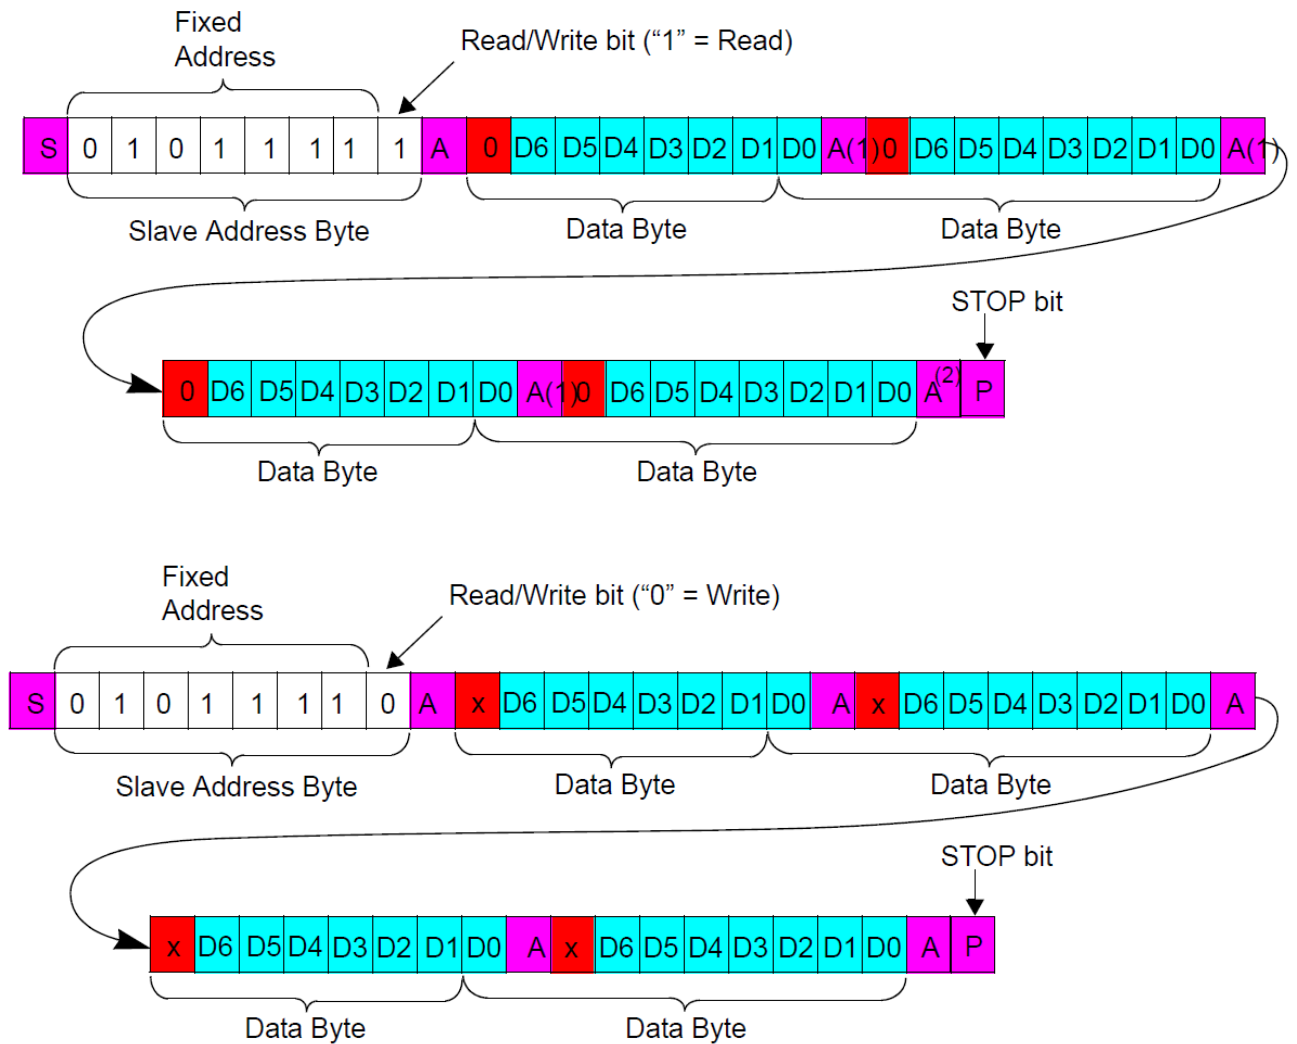 Fixed
Address
Read/Write bit (“1” = Read)
S 0 1 0 1 1 1 1 1 A 0 D6 D5 D4 D3 D2 D1 D0 A(1) 0 D6 D5 D4 D3 D2 D1 D0 A(1)
Slave Address Byte Data Byte Data Byte
STOP bit
0 D6 D5 D4 D3 D2 D1 D0 A(1) 0 D6 D5 D4 D3 D2 D1 D0 A(2) P
Data Byte Data Byte
Fixed
Address
Read/Write bit (“0” = Write)
S 0 1 0 1 1 1 1 0 A x D6 D5 D4 D3 D2 D1 D0 A x D6 D5 D4 D3 D2 D1 D0 A
Slave Address Byte Data Byte Data Byte
STOP bit
x D6 D5 D4 D3 D2 D1 D0 A x D6 D5 D4 D3 D2 D1 D0 A P
Data Byte Data Byte